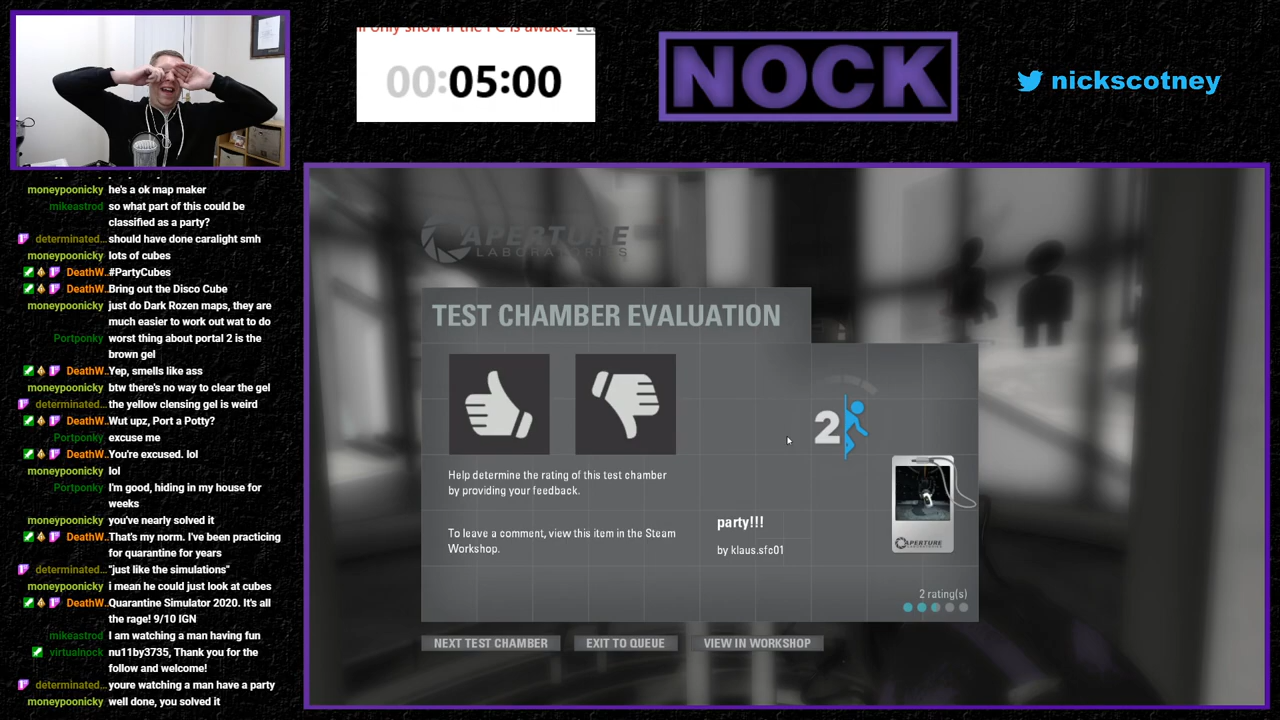 ll only show if the PC is awake.
00:05:00
NOCK
nickscotney
moneypoonicky he's a ok map maker
mikeastrod so what part of this could be
classified as a party?
determinated... should have done caralight smh
moneypoonicky lots of cubes
DeathW.. #PartyCubes
DeathW.. Bring out the Disco Cube
moneypoonicky just do Dark Rozen maps, they are
much easier to work out wat to do
Portponky worst thing about portal 2 is the
brown gel
DeathW.. Yep, smells like ass
moneypoonicky btw there's no way to clear the gel
determinated... the yellow clensing gel is weird
DeathW.. Wut upz, Port a Potty?
Portponky excuse me
DeathW.. You're excused. lol
moneypoonicky lol
Portponky I'm good, hiding in my house for
weeks
moneypoonicky you've nearly solved it
DeathW.. That's my norm. I've been practicing
for quarantine for years
determinated... "just like the simulations"
moneypoonicky i mean he could just look at cubes
DeathW.. Quarantine Simulator 2020. It's all
the rage! 9/10 IGN
mikeastrod I am watching a man having fun
virtualnock nu11by3735, Thank you for the
follow and welcome!
determinated... youre watching a man have a party
moneypoonicky well done, you solved it
APERTURE
LABORATORIES
TEST CHAMBER EVALUATION
2
Help determine the rating of this test chamber
by providing your feedback.
To leave a comment, view this item in the Steam
Workshop.
party!!!
by klaus.sfc01
APERTURE
2 rating(s)
NEXT TEST CHAMBER
EXIT TO QUEUE
VIEW IN WORKSHOP